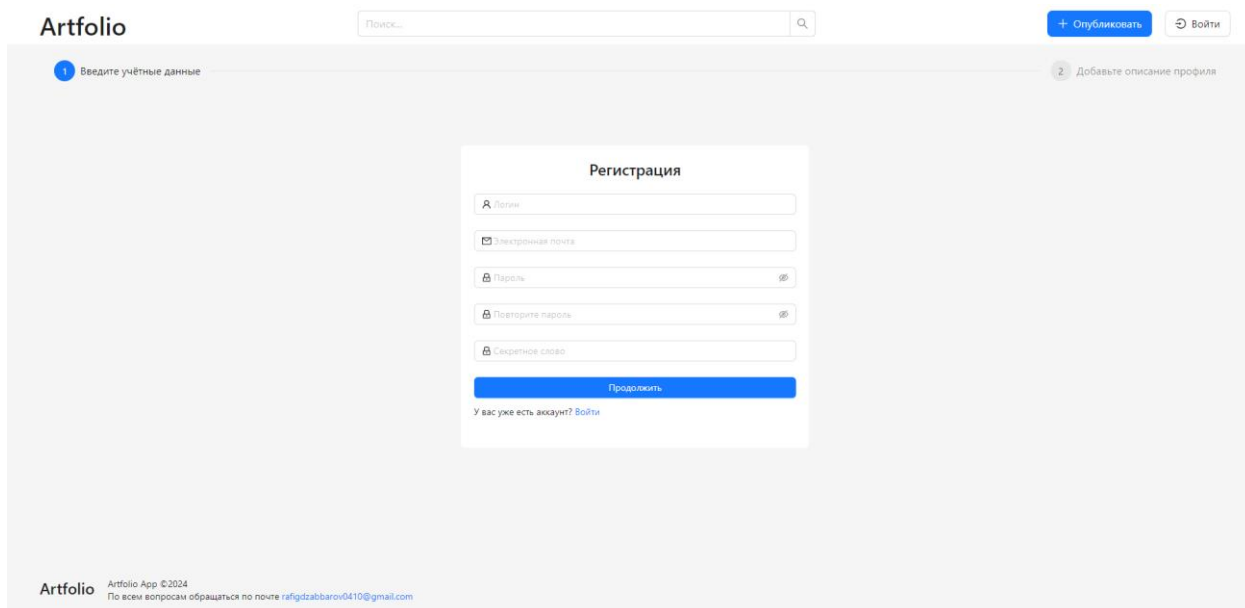 Artfolio
Поиск...
Опубликовать
Войти
1 Введите учётные данные
2 Добавьте описание профиля
Регистрация
Логин
Электронная почта
Пароль
Повторите пароль
Секретное слово
Продолжить
У вас уже есть аккаунт? Войти
Artfolio
Artfolio App ©2024
По всем вопросам обращаться по почте rafigdzabbarov0410@gmail.com